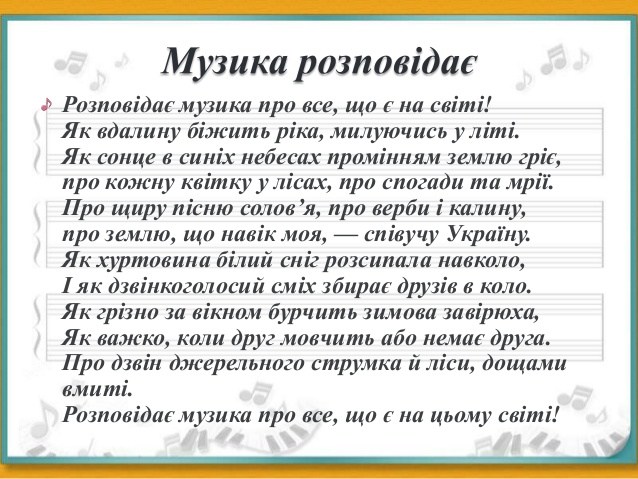 Музика розповідає
Розповідає музика про все, що є на світі!
Як вдалину біжить ріка, милуючись у літі.
Як сонце в синіх небесах промінням землю гріє,
про кожну квітку у лісах, про спогади та мрії.
Про щиру пісню солов’я, про верби і калину,
про землю, що навік моя, — співучу Україну.
Як хуртовина білий сніг розсипала навколо,
І як дзвінкоголосий сміх збирає друзів в коло.
Як грізно за вікном бурчить зимова завірюха,
Як важко, коли друг мовчить або немає друга.
Про дзвін джерельного струмка й ліси, дощами
вмиті.
Розповідає музика про все, що є на цьому світі!